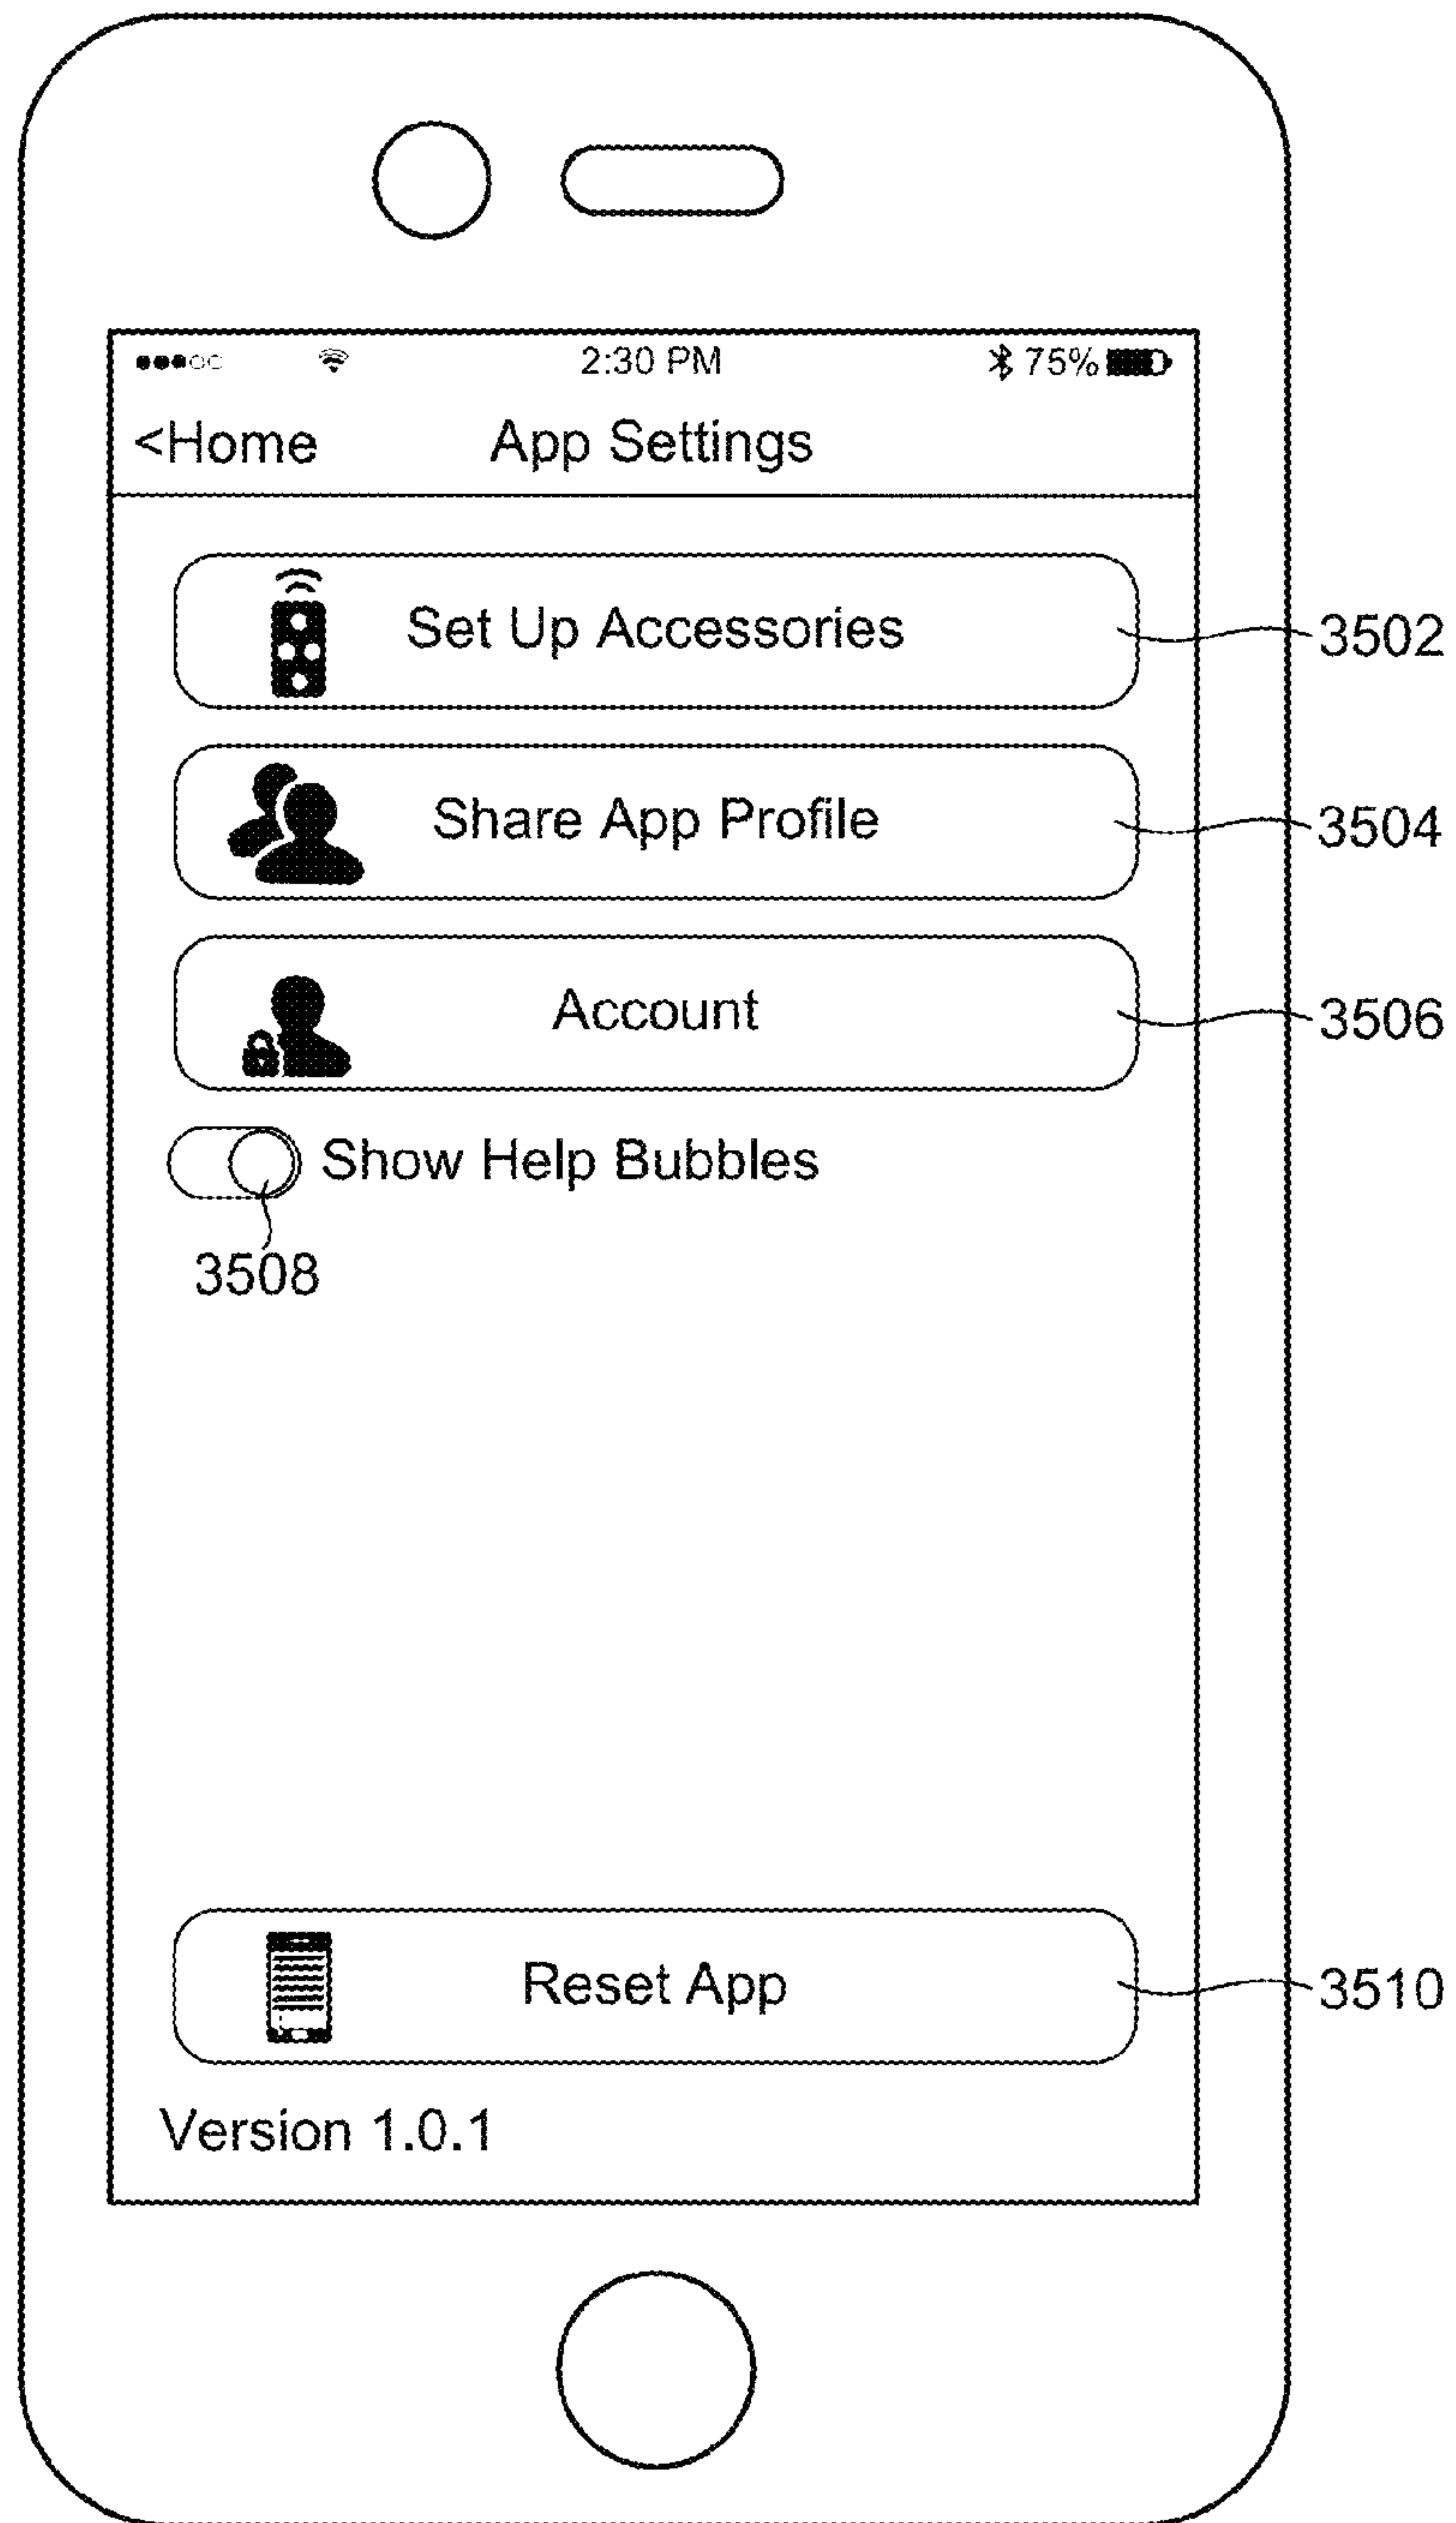 2:30 PM 75%
<Home App Settings
Set Up Accessories 3502
Share App Profile 3504
Account 3506
Show Help Bubbles
3508
Reset App 3510
Version 1.0.1